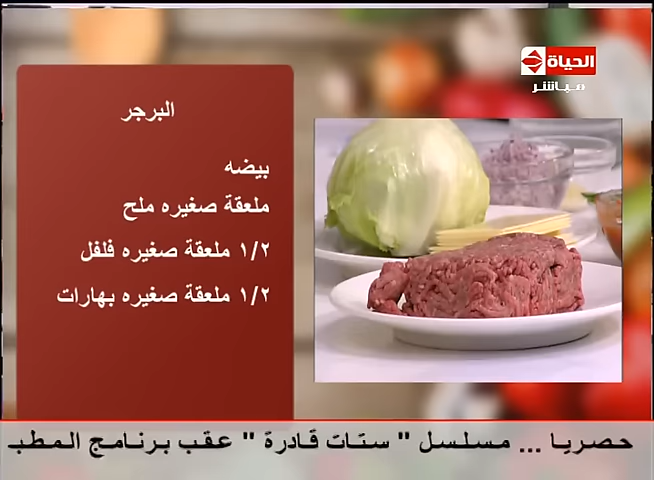 الحياة
مباشر
البرجر
بيضه
ملعقة صغيره ملح
١/٢ ملعقة صغيره فلفل
١/٢ ملعقة صغيره بهارات
حصريا ... مسلسل " ستات قادرة " عقب برنامج المطبـ